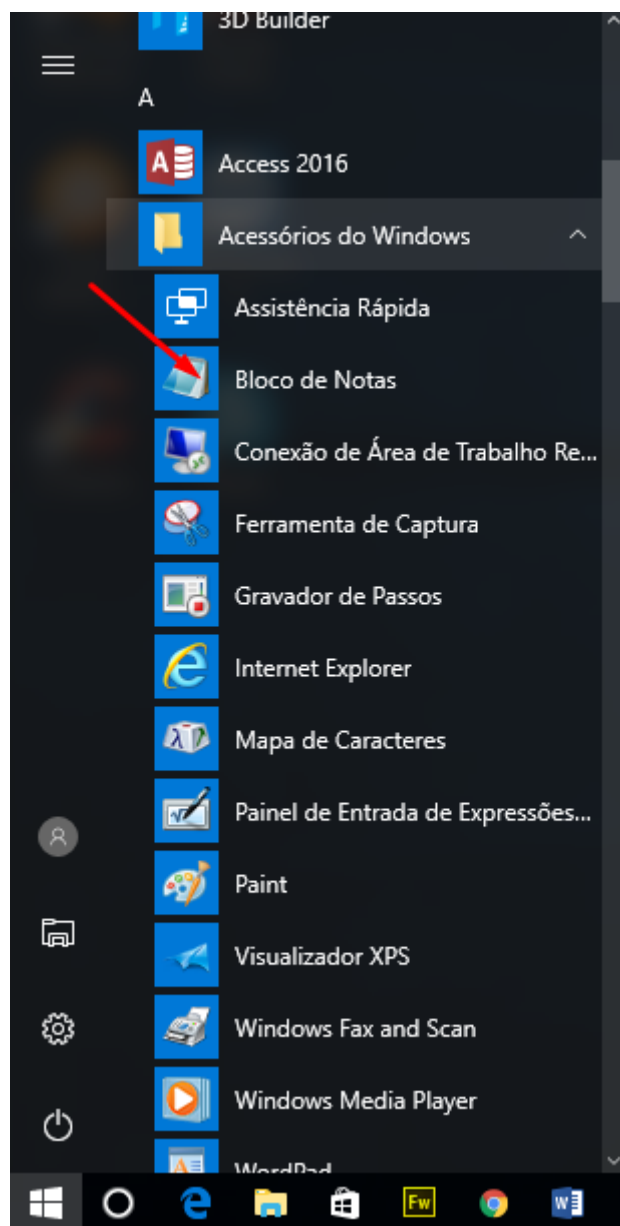 3D Builder
A
Access 2016
Acessórios do Windows
Assistência Rápida
Bloco de Notas
Conexão de Área de Trabalho Re...
Ferramenta de Captura
Gravador de Passos
Internet Explorer
Mapa de Caracteres
Painel de Entrada de Expressões...
Paint
Visualizador XPS
Windows Fax and Scan
Windows Media Player
WordPad
Fw